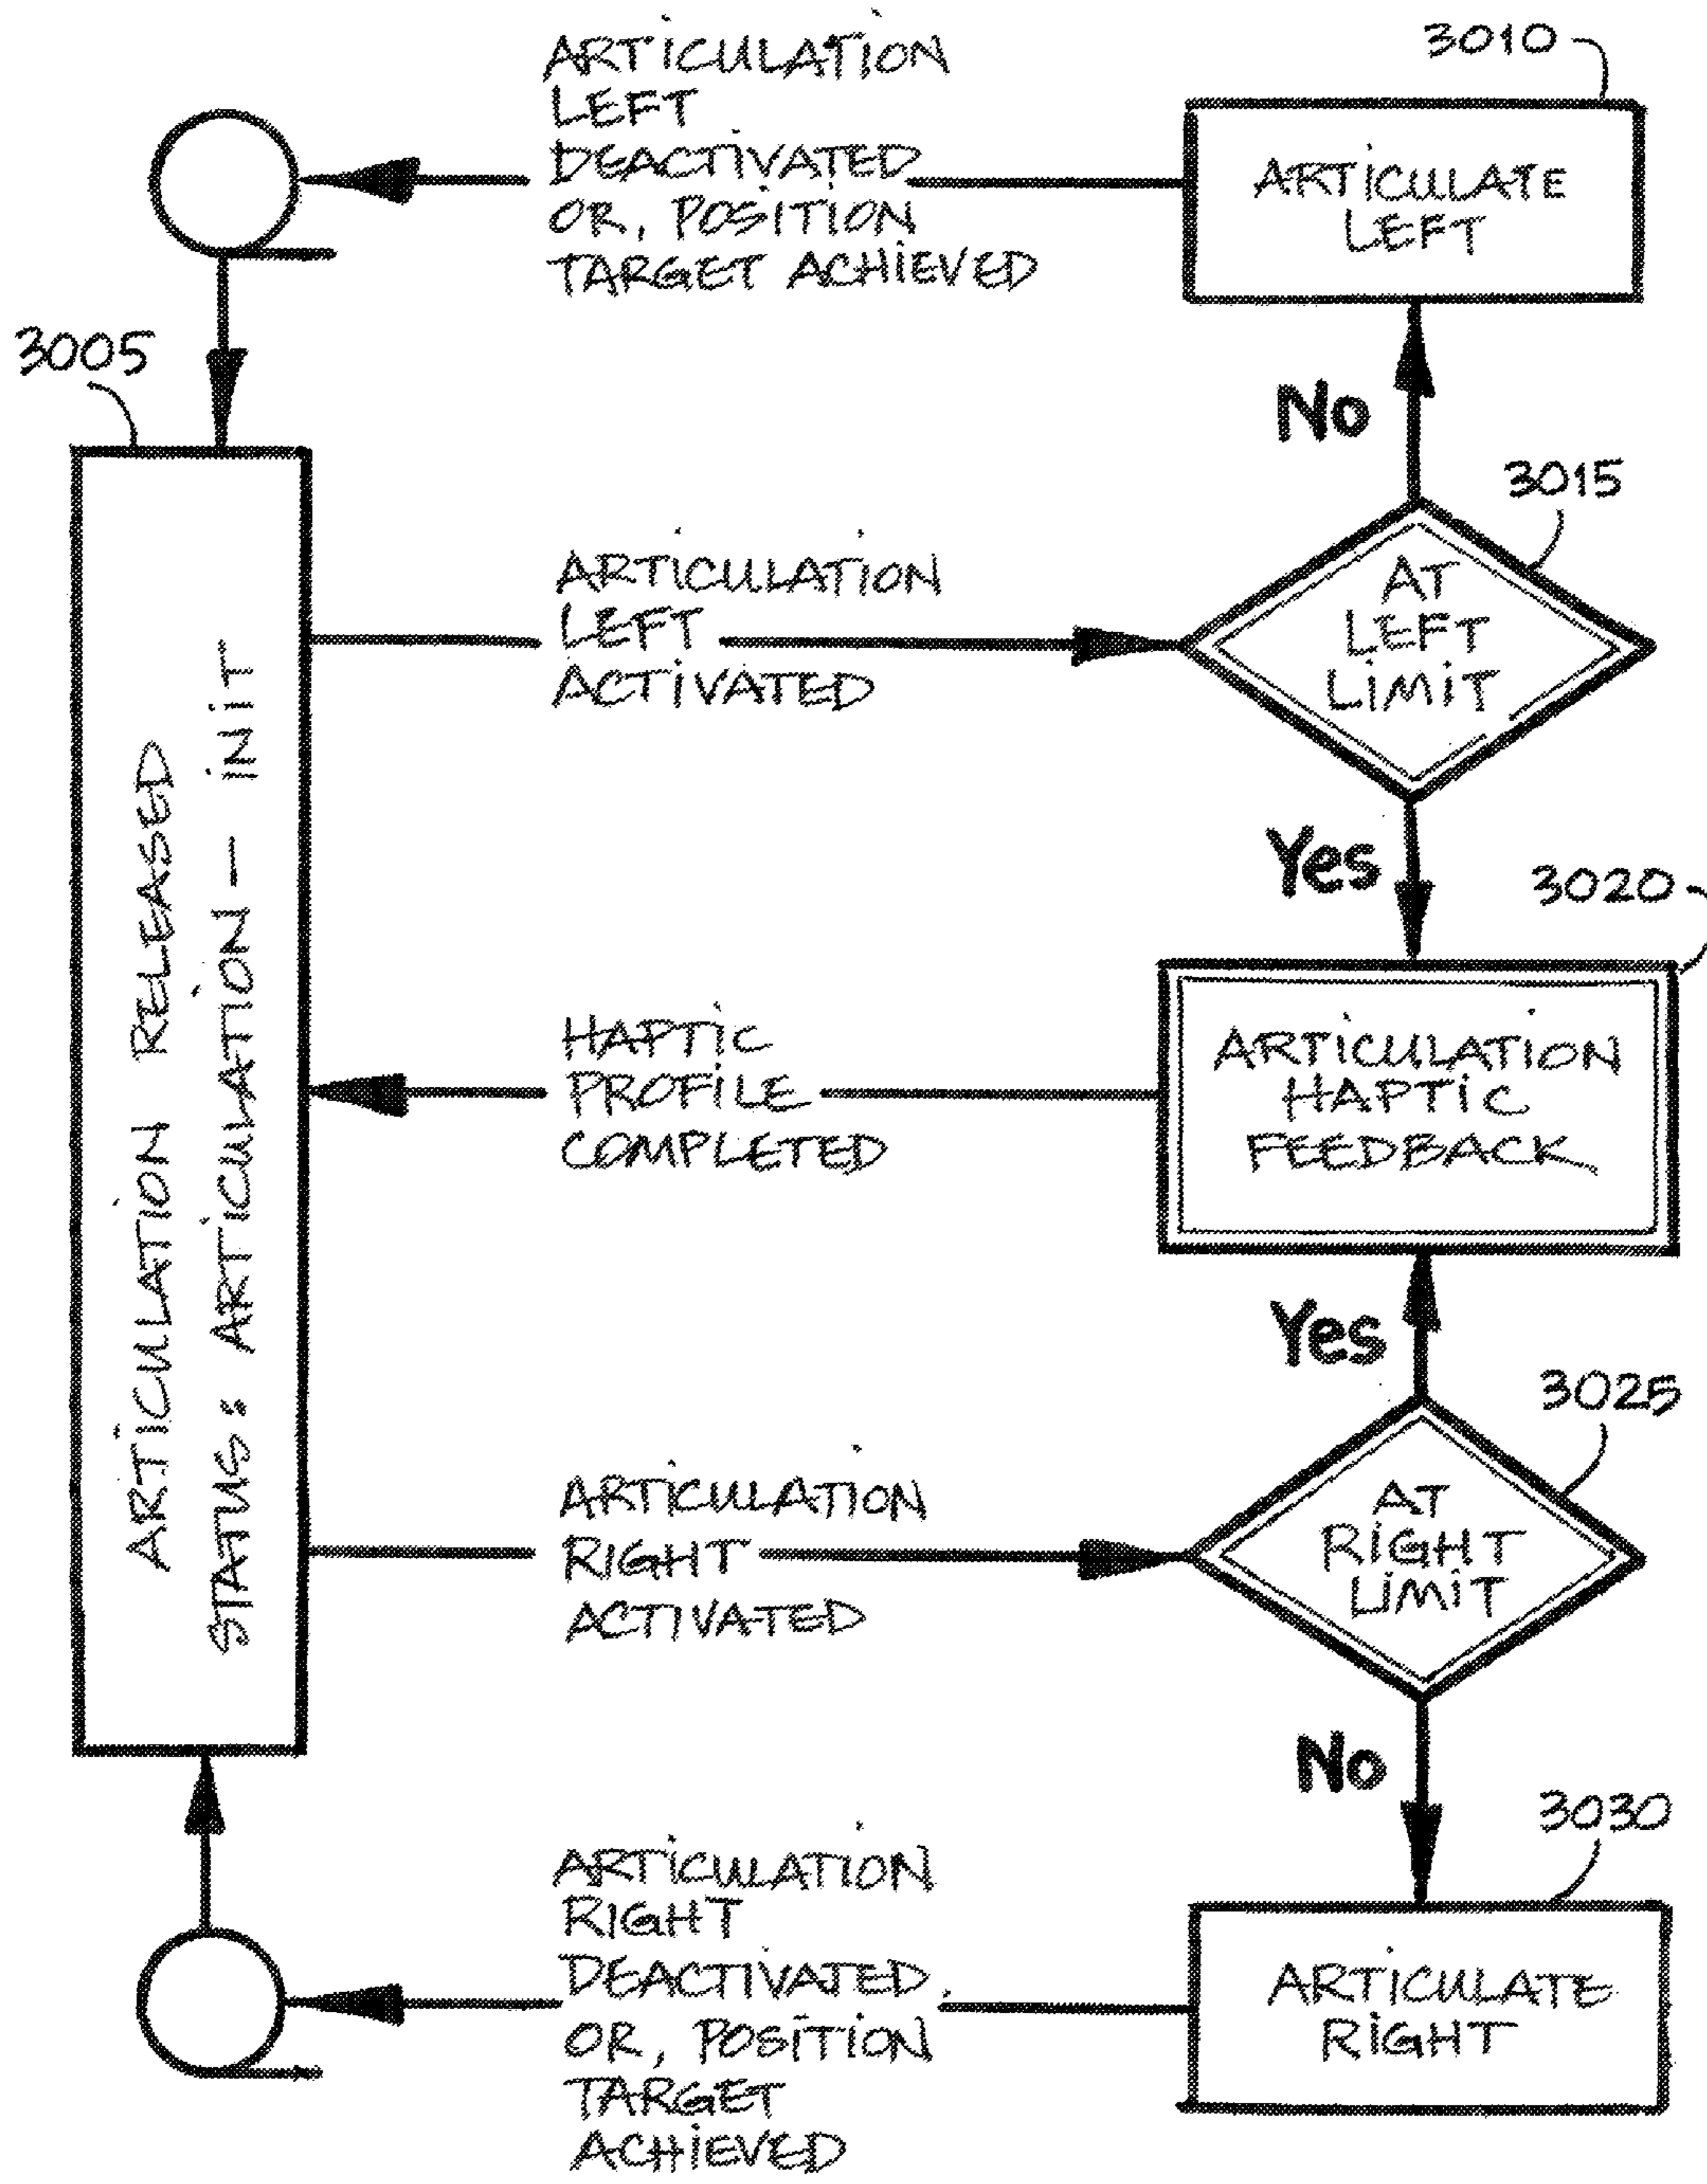 3010
ARTICULATION
LEFT
DEACTIVATED
OR, POSITION
TARGET ACHIEVED
ARTICULATE
LEFT
3005
No
3015
ARTICULATION
LEFT
ACTIVATED
AT
LEFT
LIMIT
Yes
3020
ARTICULATION RELEASED
STATUS: ARTICULATION — INIT
HAPTIC
PROFILE
COMPLETED
ARTICULATION
HAPTIC
FEEDBACK
Yes
3025
ARTICULATION
RIGHT
ACTIVATED
AT
RIGHT
LIMIT
No
3030
ARTICULATION
RIGHT
DEACTIVATED
OR, POSITION
TARGET
ACHIEVED
ARTICULATE
RIGHT